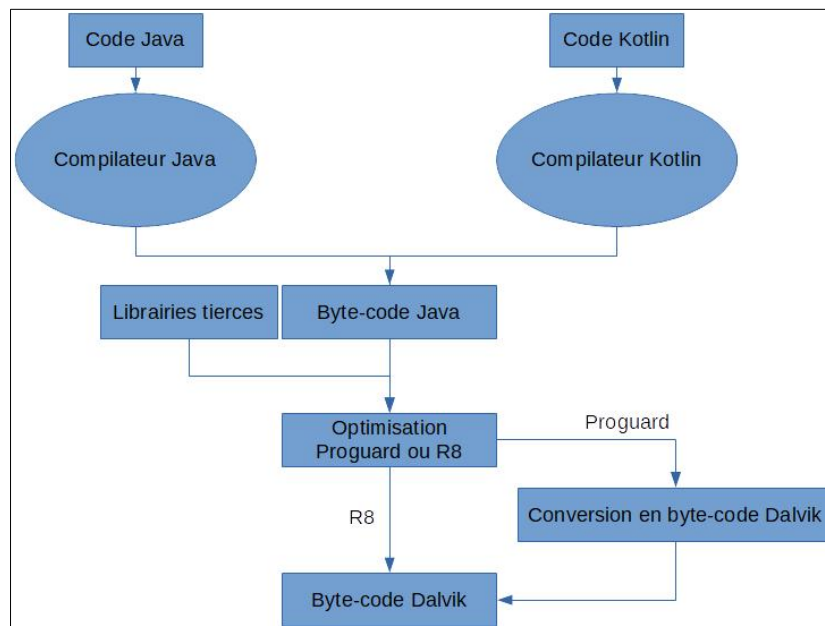 Code Java
Code Kotlin
Compilateur Java
Compilateur Kotlin
Librairies tierces
Byte-code Java
Optimisation
Proguard ou R8
Proguard
R8
Conversion en byte-code Dalvik
Byte-code Dalvik